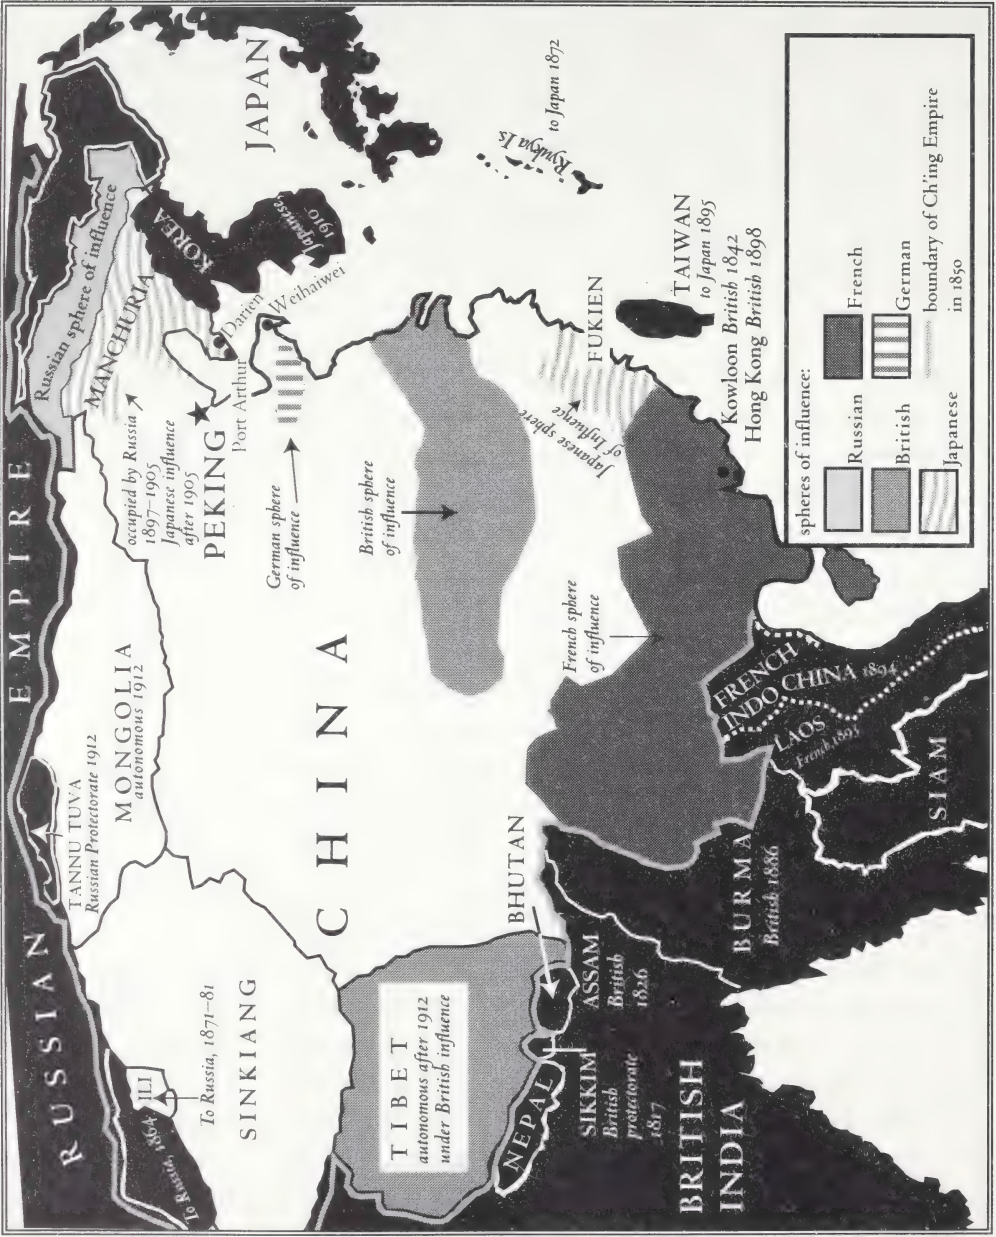 RUSSIAN EMPIRE
To Russia, 1864
ILI
To Russia, 1871–81
SINKIANG
TANNU TUVA
Russian Protectorate 1912
MONGOLIA
autonomous 1912
Russian sphere of influence
MANCHURIA
occupied by Russia
1897–1905
Japanese influence
after 1905
PEKING
Port Arthur
Darien
Weihaiwei
KOREA
Japanese,
1910
JAPAN
German sphere
of influence
British sphere
of influence
CHINA
TIBET
autonomous after 1912
under British influence
NEPAL
SIKKIM
British
protectorate
1817
BHUTAN
ASSAM
British
1826
BRITISH
INDIA
BURMA
British 1886
French sphere
of influence
FRENCH
INDO CHINA 1894
LAOS
French, 1893
SIAM
Japanese sphere
of Influence
FUKIEN
Ryukyu Is
to Japan 1872
TAIWAN
to Japan 1895
Kowloon British 1842
Hong Kong British 1898
spheres of influence:
Russian
French
British
German
Japanese
boundary of Ch'ing Empire
in 1850